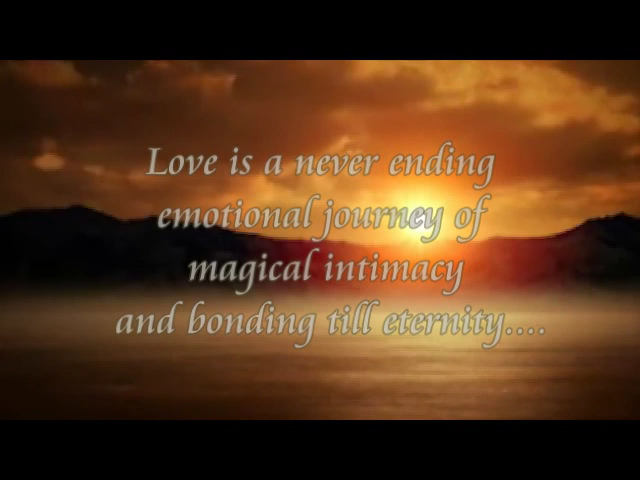 Love is a never ending
emotional journey of
magical intimacy
and bonding till eternity....